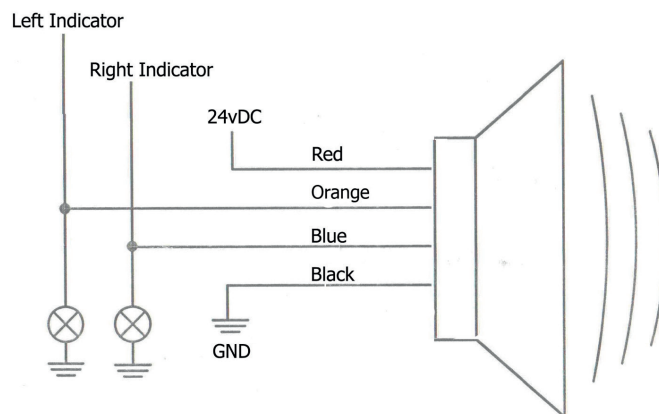 Left Indicator
Right Indicator
24vDC
Red
Orange
Blue
Black
GND